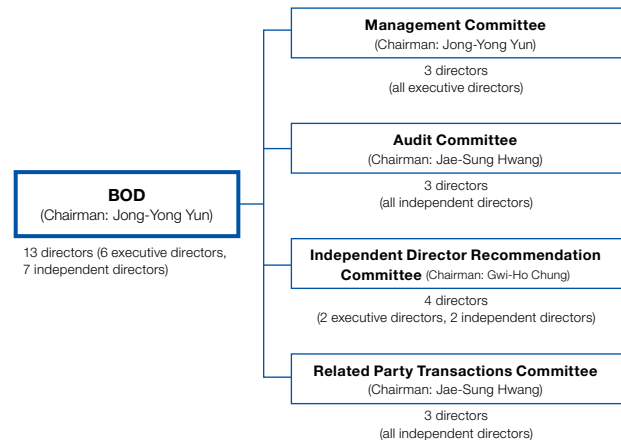 Management Committee
(Chairman: Jong-Yong Yun)
3 directors
(all executive directors)
Audit Committee
(Chairman: Jae-Sung Hwang)
3 directors
(all independent directors)
BOD
(Chairman: Jong-Yong Yun)
13 directors (6 executive directors,
7 independent directors)
Independent Director Recommendation
Committee (Chairman: Gwi-Ho Chung)
4 directors
(2 executive directors, 2 independent directors)
Related Party Transactions Committee
(Chairman: Jae-Sung Hwang)
3 directors
(all independent directors)